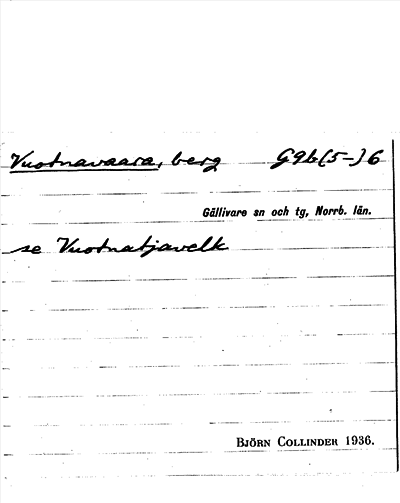 Vuotnavaara, berg G9b(5-)6
Gällivare sn och tg, Norrb. län.
se Vuotnatjavelk
BJÖRN COLLINDER 1936.